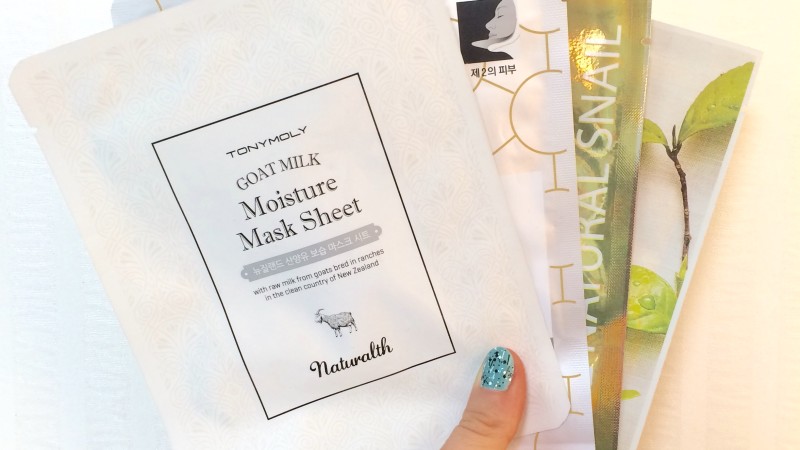 TONYMOLY
GOAT MILK
Moisture
Mask Sheet
뉴질랜드 산양유 보습 마스크 시트
with raw milk from goats bred in ranches
in the clean country of New Zealand
Naturalth
제2의 피부
NATURAL SNAIL